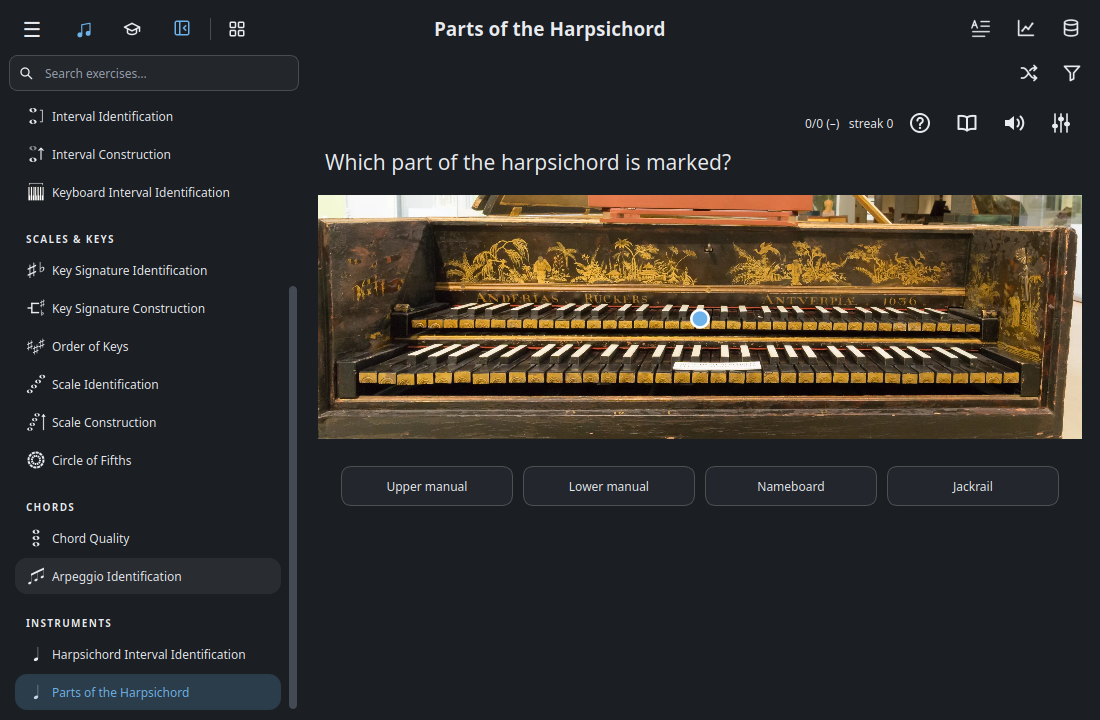 Parts of the Harpsichord
Search exercises...
0/0 (–) streak 0
Interval Identification
Interval Construction
Keyboard Interval Identification
SCALES & KEYS
Key Signature Identification
Key Signature Construction
Order of Keys
Scale Identification
Scale Construction
Circle of Fifths
CHORDS
Chord Quality
Arpeggio Identification
INSTRUMENTS
Harpsichord Interval Identification
Parts of the Harpsichord
Which part of the harpsichord is marked?
ANDREAS RUCKERS ANTVERPIÆ 1636
Upper manual
Lower manual
Nameboard
Jackrail